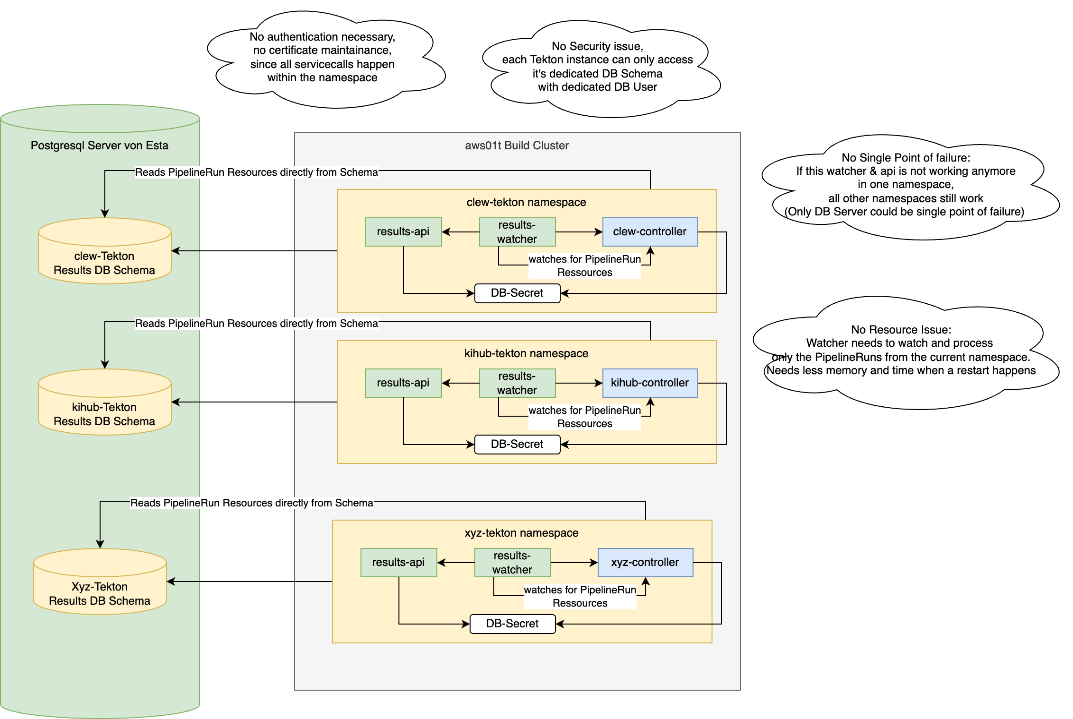 No authentication necessary,
no certificate maintainance,
since all servicecalls happen
within the namespace
No Security issue,
each Tekton instance can only access
it's dedicated DB Schema
with dedicated DB User
Postgresql Server von Esta
aws01t Build Cluster
No Single Point of failure:
If this watcher & api is not working anymore
in one namespace,
all other namespaces still work
(Only DB Server could be single point of failure)
Reads PipelineRun Resources directly from Schema
clew-tekton namespace
results-api
results-
watcher
clew-controller
clew-Tekton
Results DB Schema
watches for PipelineRun
Ressources
DB-Secret
Reads PipelineRun Resources directly from Schema
No Resource Issue:
Watcher needs to watch and process
only the PipelineRuns from the current namespace.
Needs less memory and time when a restart happens
kihub-tekton namespace
results-api
results-
watcher
kihub-controller
kihub-Tekton
Results DB Schema
watches for PipelineRun
Ressources
DB-Secret
Reads PipelineRun Resources directly from Schema
xyz-tekton namespace
results-api
results-
watcher
xyz-controller
Xyz-Tekton
Results DB Schema
watches for PipelineRun
Ressources
DB-Secret